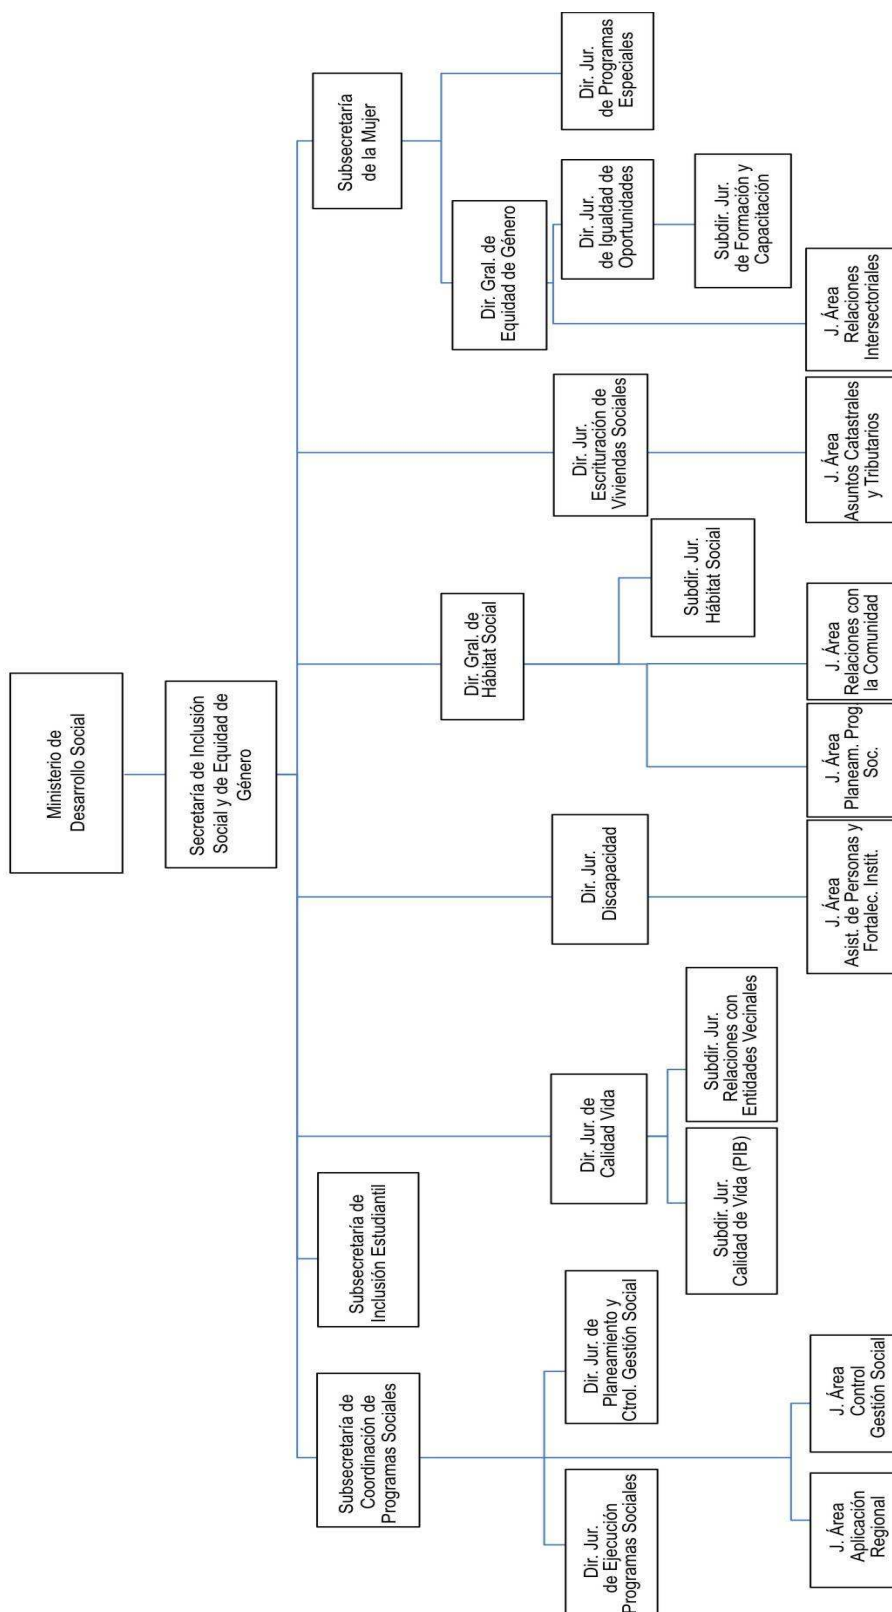 Ministerio de
Desarrollo Social
Secretaría de Inclusión
Social y de Equidad de
Género
Subsecretaría de
Coordinación de
Programas Sociales
Subsecretaría de
Inclusión Estudiantil
Subsecretaría
de la Mujer
Dir. Gral. de
Hábitat Social
Dir. Gral. de
Equidad de Género
Dir. Jur.
de Ejecución
Programas Sociales
Dir. Jur. de
Planeamiento y
Ctrol. Gestión Social
Dir. Jur. de
Calidad Vida
Dir. Jur.
Discapacidad
Dir. Jur.
Escrituración de
Viviendas Sociales
Dir. Jur.
de Igualdad de
Oportunidades
Dir. Jur.
de Programas
Especiales
Subdir. Jur.
Calidad de Vida (PIB)
Subdir. Jur.
Relaciones con
Entidades Vecinales
Subdir. Jur.
Hábitat Social
Subdir. Jur.
de Formación y
Capacitación
J. Área
Aplicación
Regional
J. Área
Control
Gestión Social
J. Área
Asist. de Personas y
Fortalec. Instit.
J. Área
Planeam. Prog.
Soc.
J. Área
Relaciones con
la Comunidad
J. Área
Asuntos Catastrales
y Tributarios
J. Área
Relaciones
Intersectoriales